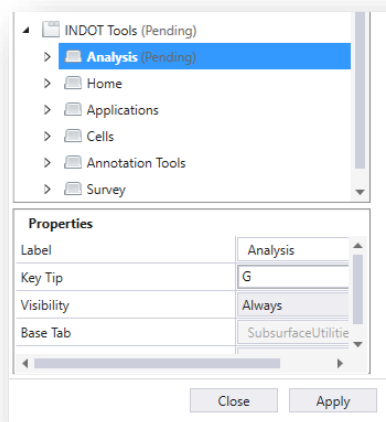 INDOT Tools (Pending)
Analysis (Pending)
Home
Applications
Cells
Annotation Tools
Survey
Properties
Label Analysis
Key Tip G
Visibility Always
Base Tab SubsurfaceUtilitie
Close Apply